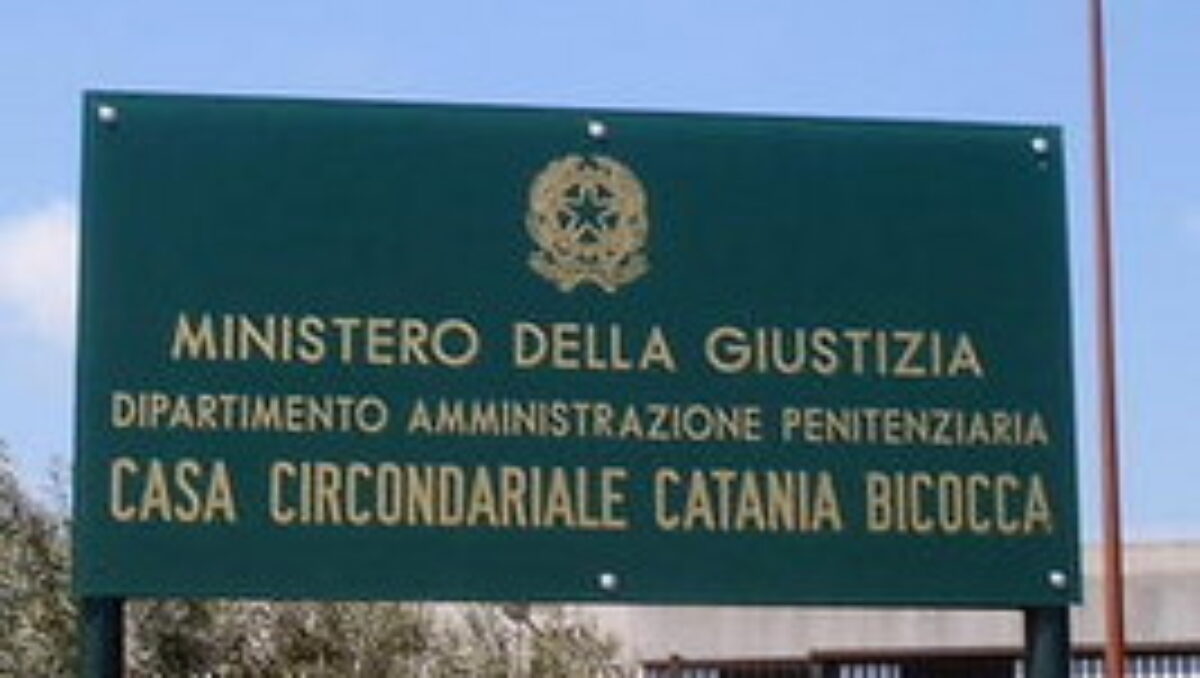 MINISTERO DELLA GIUSTIZIA
DIPARTIMENTO AMMINISTRAZIONE PENITENZIARIA
CASA CIRCONDARIALE CATANIA BICOCCA